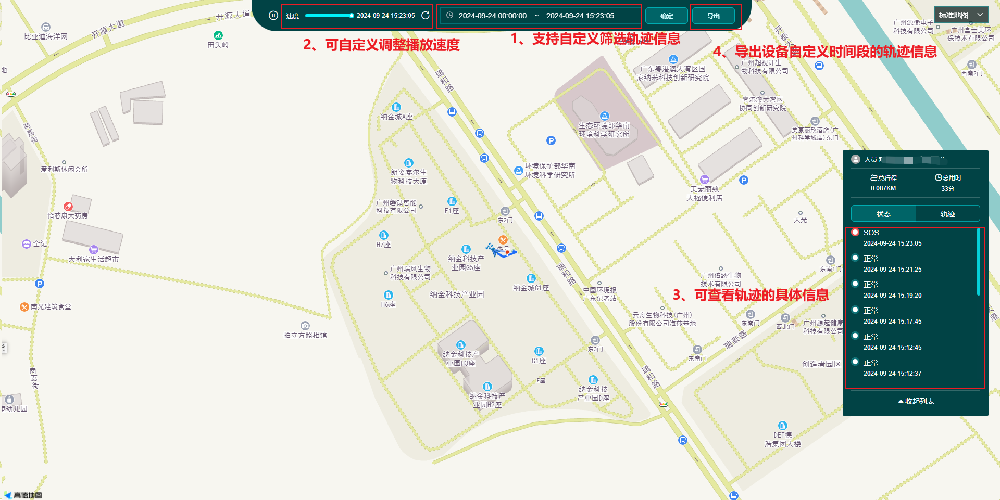 速度
2024-09-24 15:23:05
2024-09-24 00:00:00 ~ 2024-09-24 15:23:05
确定
导出
标准地图
2、可自定义调整播放速度
1、支持自定义筛选轨迹信息
4、导出设备自定义时间段的轨迹信息
3、可查看轨迹的具体信息
开源大道
开源大道
比亚迪海洋网
田头岭
地
瑞
和
路
广州源鼎电子
科技有限公司
广州富士美环
保技术有限公司
西南2门
广东粤港澳大湾区国
家纳米科技创新研究院
广州超视计生
物科技有限公司
粤港澳大湾区
协同创新研究院
美豪丽致酒店(广
州科学城店)东门
生态环境部华南
环境科学研究所
环境保护部华南
环境科学研究所
纳金城A座
岗荔街
爱利斯休闲会所
朗姿赛尔生
物科技大厦
广州磐钴智能
科技有限公司
F1座
东2门
美豪丽致
天福便利店
大光
怡芯康大药房
全记
大利家生活超市
H7座
纳金科技产
业园G5座
广州瑞风生物
科技有限公司
纳金科技产业园
H6座
纳金城C1座
瑞
和
路
中国环境报
广东记者站
广州倍绣生物
技术有限公司
东南1门
云舟生物科技(广州)
股份有限公司海莎基地
东南门
西北门
广州源起健康
科技有限公司
瑞泰路
东南门
东3门
南光建筑食堂
拍立方照相馆
纳金科技产
业园H3座
G1座
E座
纳金科技产
业园H2座
纳金科技
产业园D座
瑞
和
路
创造者园区
DET德
浩集团大楼
岗
荔
街
童幼儿园
高德地图
人员
总行程
0.087KM
总用时
33分
状态
轨迹
SOS
2024-09-24 15:23:05
正常
2024-09-24 15:21:25
正常
2024-09-24 15:19:20
正常
2024-09-24 15:17:45
正常
2024-09-24 15:12:45
正常
2024-09-24 15:12:37
收起列表